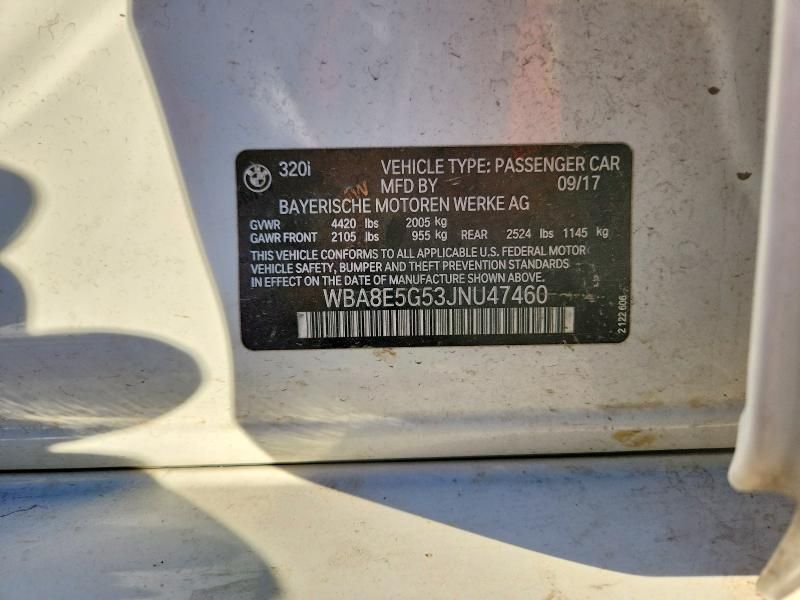 320i VEHICLE TYPE: PASSENGER CAR
MFD BY 09/17
BAYERISCHE MOTOREN WERKE AG
GVWR 4420 lbs 2005 kg
GAWR FRONT 2105 lbs 955 kg REAR 2524 lbs 1145 kg
THIS VEHICLE CONFORMS TO ALL APPLICABLE U.S. FEDERAL MOTOR
VEHICLE SAFETY, BUMPER AND THEFT PREVENTION STANDARDS
IN EFFECT ON THE DATE OF MANUFACTURE SHOWN ABOVE.
WBA8E5G53JNU47460
2 122 606